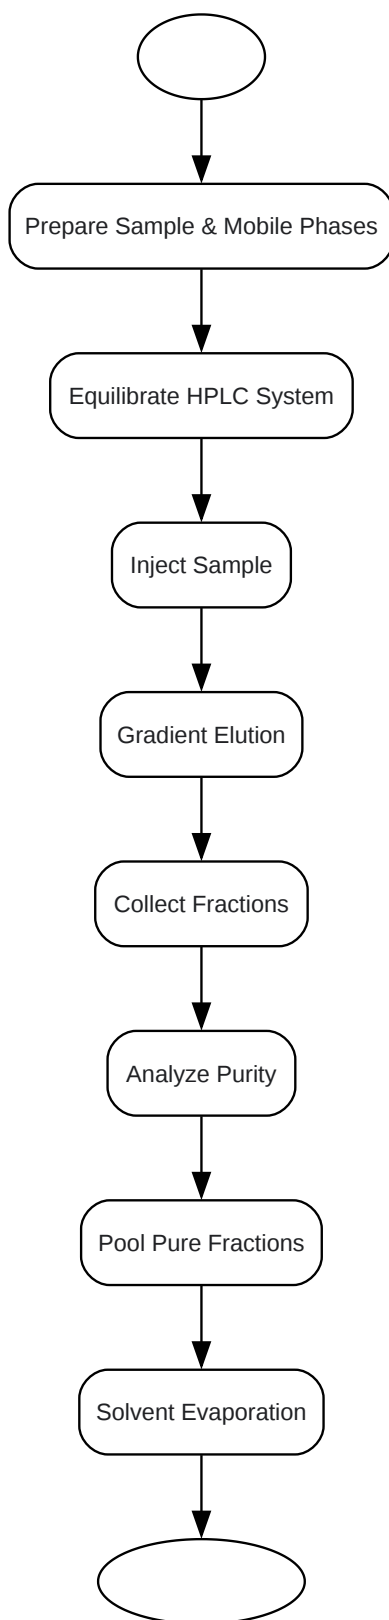 Prepare Sample & Mobile Phases
Equilibrate HPLC System
Inject Sample
Gradient Elution
Collect Fractions
Analyze Purity
Pool Pure Fractions
Solvent Evaporation